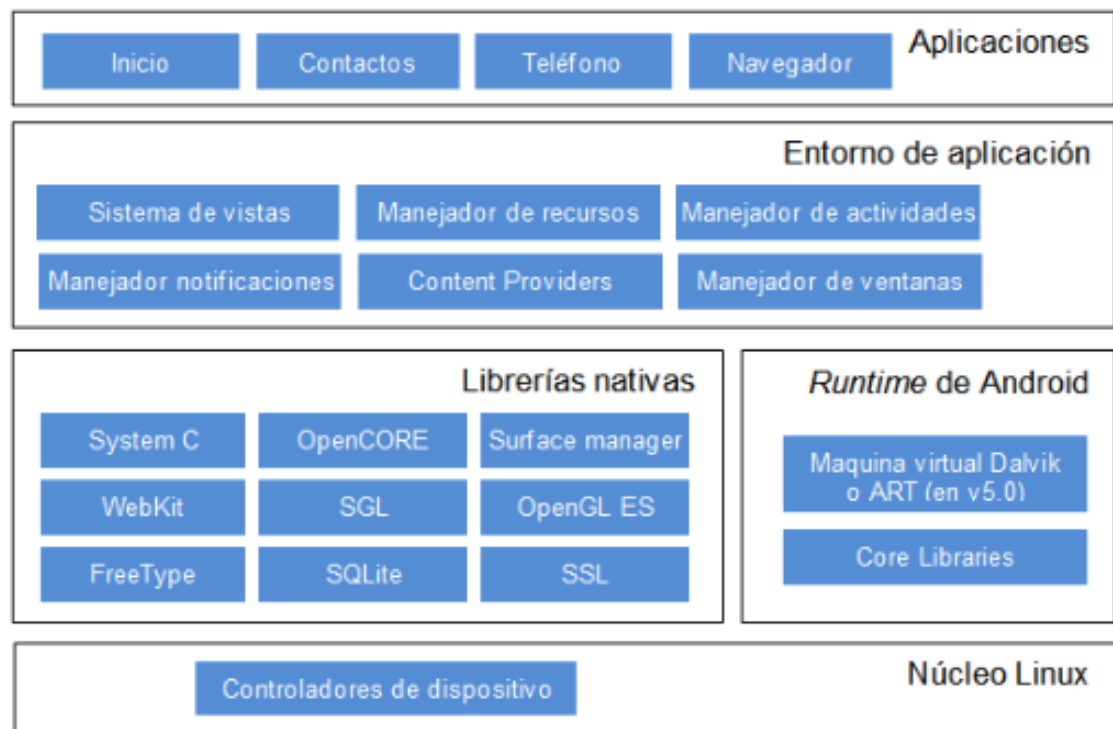 Aplicaciones
Inicio
Contactos
Teléfono
Navegador
Entorno de aplicación
Sistema de vistas
Manejador de recursos
Manejador de actividades
Manejador notificaciones
Content Providers
Manejador de ventanas
Librerías nativas
System C
OpenCORE
Surface manager
WebKit
SGL
OpenGL ES
FreeType
SQLite
SSL
Runtime de Android
Maquina virtual Dalvik
o ART (en v5.0)
Core Libraries
Núcleo Linux
Controladores de dispositivo